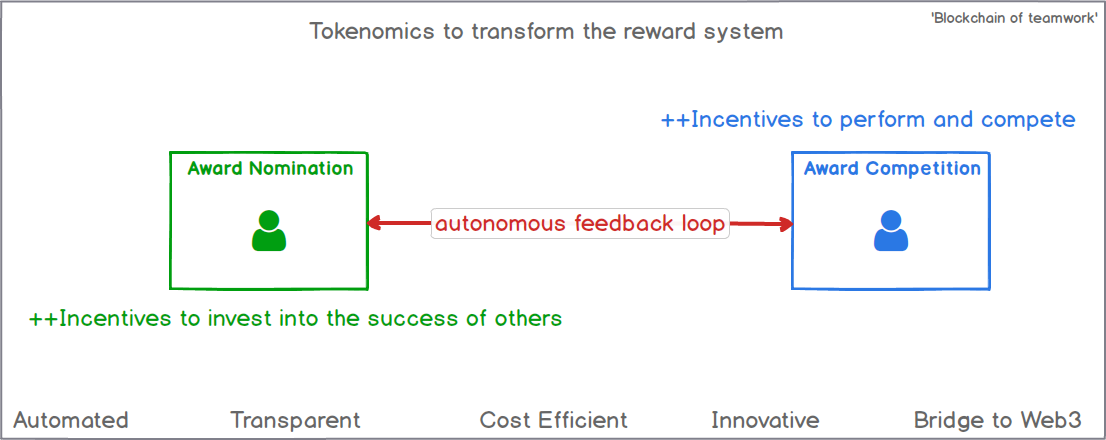 'Blockchain of teamwork'
Tokenomics to transform the reward system
++Incentives to perform and compete
Award Nomination
Award Competition
autonomous feedback loop
++Incentives to invest into the success of others
Automated
Transparent
Cost Efficient
Innovative
Bridge to Web3